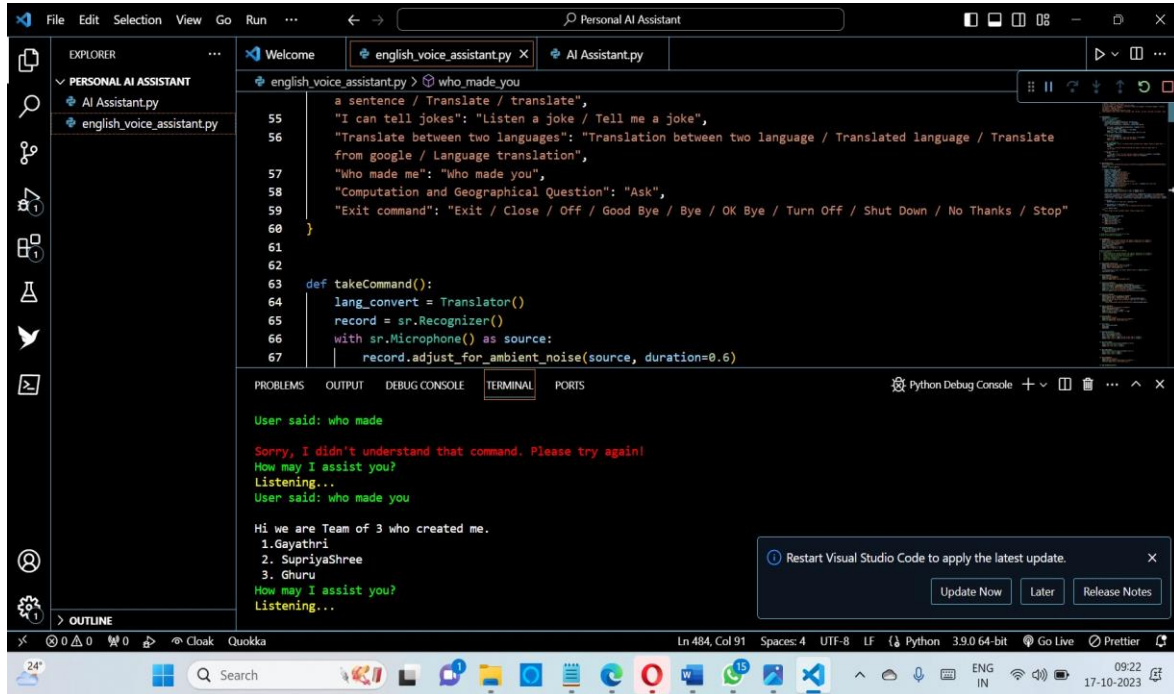 File Edit Selection View Go Run ··· Personal AI Assistant
EXPLORER ···
PERSONAL AI ASSISTANT
AI Assistant.py
english_voice_assistant.py
OUTLINE
Welcome english_voice_assistant.py AI Assistant.py
english_voice_assistant.py > who_made_you
a sentence / Translate / translate",
55 "I can tell jokes": "Listen a joke / Tell me a joke",
56 "Translate between two languages": "Translation between two language / Translated language / Translate
from google / Language translation",
57 "Who made me": "Who made you",
58 "Computation and Geographical Question": "Ask",
59 "Exit command": "Exit / Close / Off / Good Bye / Bye / OK Bye / Turn Off / Shut Down / No Thanks / Stop"
60 }
61
62
63 def takeCommand():
64 lang_convert = Translator()
65 record = sr.Recognizer()
66 with sr.Microphone() as source:
67 record.adjust_for_ambient_noise(source, duration=0.6)
PROBLEMS OUTPUT DEBUG CONSOLE TERMINAL PORTS Python Debug Console
User said: who made
Sorry, I didn't understand that command. Please try again!
How may I assist you?
Listening...
User said: who made you
Hi we are Team of 3 who created me.
1.Gayathri
2. SupriyaShree
3. Ghuru
How may I assist you?
Listening...
Restart Visual Studio Code to apply the latest update.
Update Now Later Release Notes
0 0 0 Cloak Quokka Ln 484, Col 91 Spaces: 4 UTF-8 LF Python 3.9.0 64-bit Go Live Prettier
24° Search 15 ENG 09:22
IN 17-10-2023